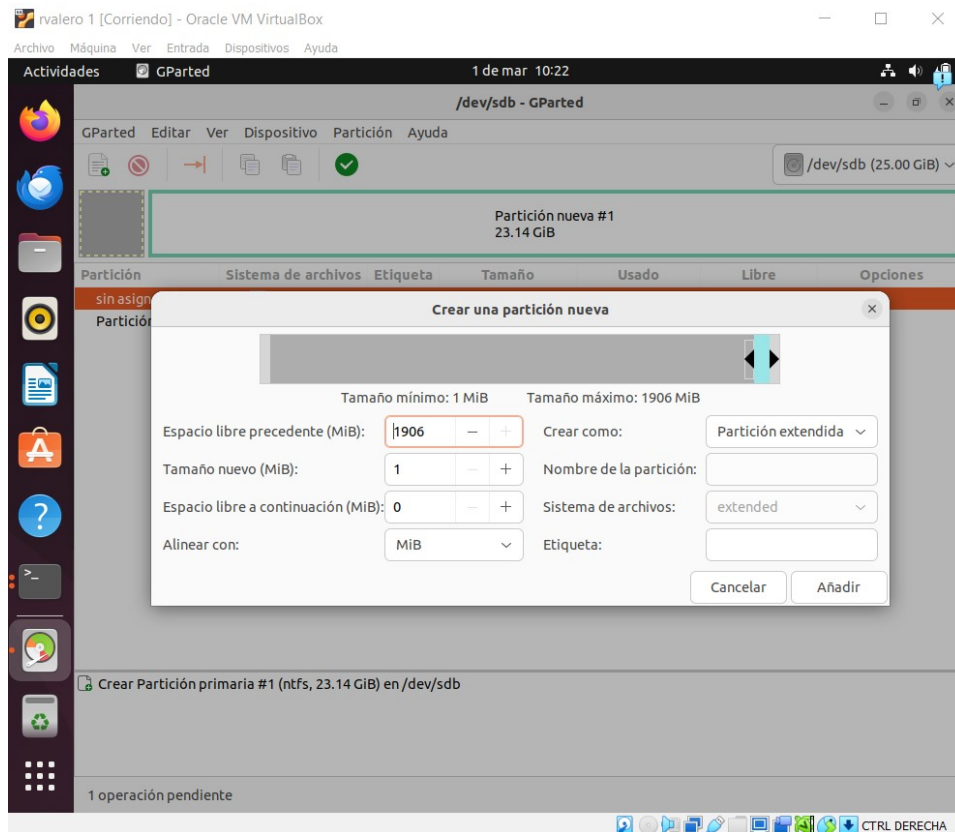 rvalero 1 [Corriendo] - Oracle VM VirtualBox
Archivo Máquina Ver Entrada Dispositivos Ayuda
Actividades GParted 1 de mar 10:22
/dev/sdb - GParted
GParted Editar Ver Dispositivo Partición Ayuda
/dev/sdb (25.00 GiB)
Partición nueva #1
23.14 GiB
Partición Sistema de archivos Etiqueta Tamaño Usado Libre Opciones
sin asign
Partición
Crear una partición nueva
Tamaño mínimo: 1 MiB Tamaño máximo: 1906 MiB
Espacio libre precedente (MiB): 1906 Crear como: Partición extendida
Tamaño nuevo (MiB): 1 Nombre de la partición:
Espacio libre a continuación (MiB): 0 Sistema de archivos: extended
Alinear con: MiB Etiqueta:
Cancelar Añadir
Crear Partición primaria #1 (ntfs, 23.14 GiB) en /dev/sdb
1 operación pendiente
CTRL DERECHA